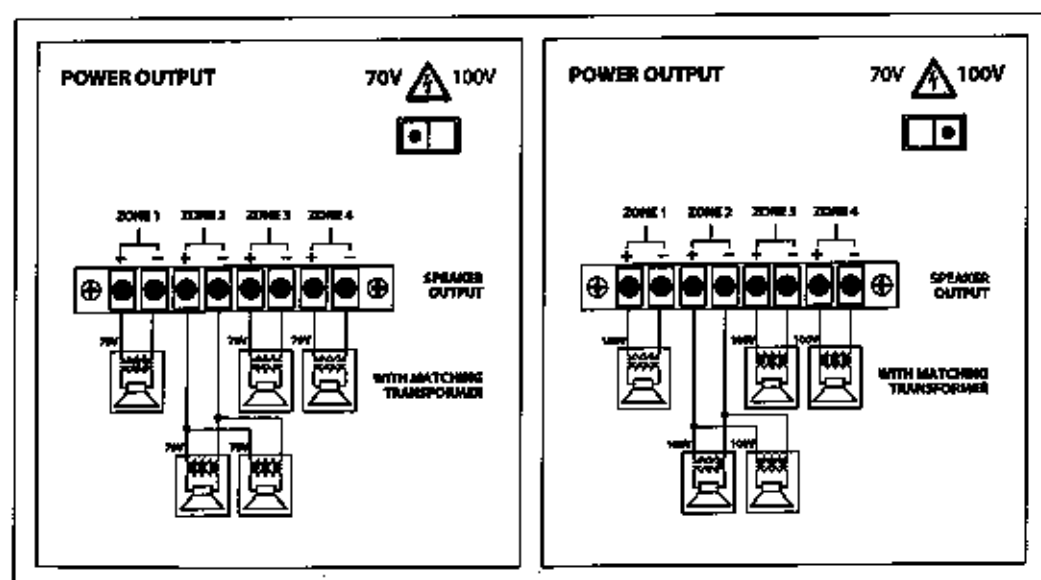 POWER OUTPUT
70V 100V
ZONE 1 ZONE 2 ZONE 3 ZONE 4
+ − + − + − + −
SPEAKER
OUTPUT
70V 70V 70V
WITH MATCHING
TRANSFORMER
70V 70V
POWER OUTPUT
70V 100V
ZONE 1 ZONE 2 ZONE 3 ZONE 4
+ − + − + − + −
SPEAKER
OUTPUT
100V 100V 100V
WITH MATCHING
TRANSFORMER
100V 100V